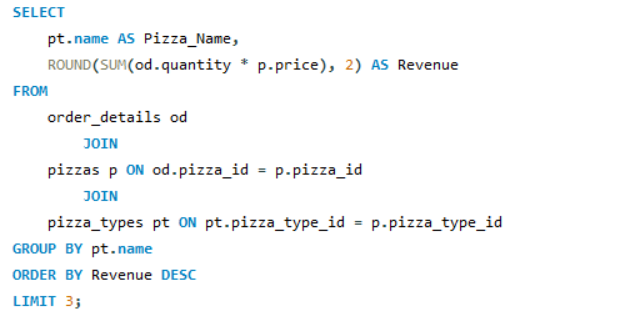 SELECT
pt.name AS Pizza_Name,
ROUND(SUM(od.quantity * p.price), 2) AS Revenue
FROM
order_details od
JOIN
pizzas p ON od.pizza_id = p.pizza_id
JOIN
pizza_types pt ON pt.pizza_type_id = p.pizza_type_id
GROUP BY pt.name
ORDER BY Revenue DESC
LIMIT 3;